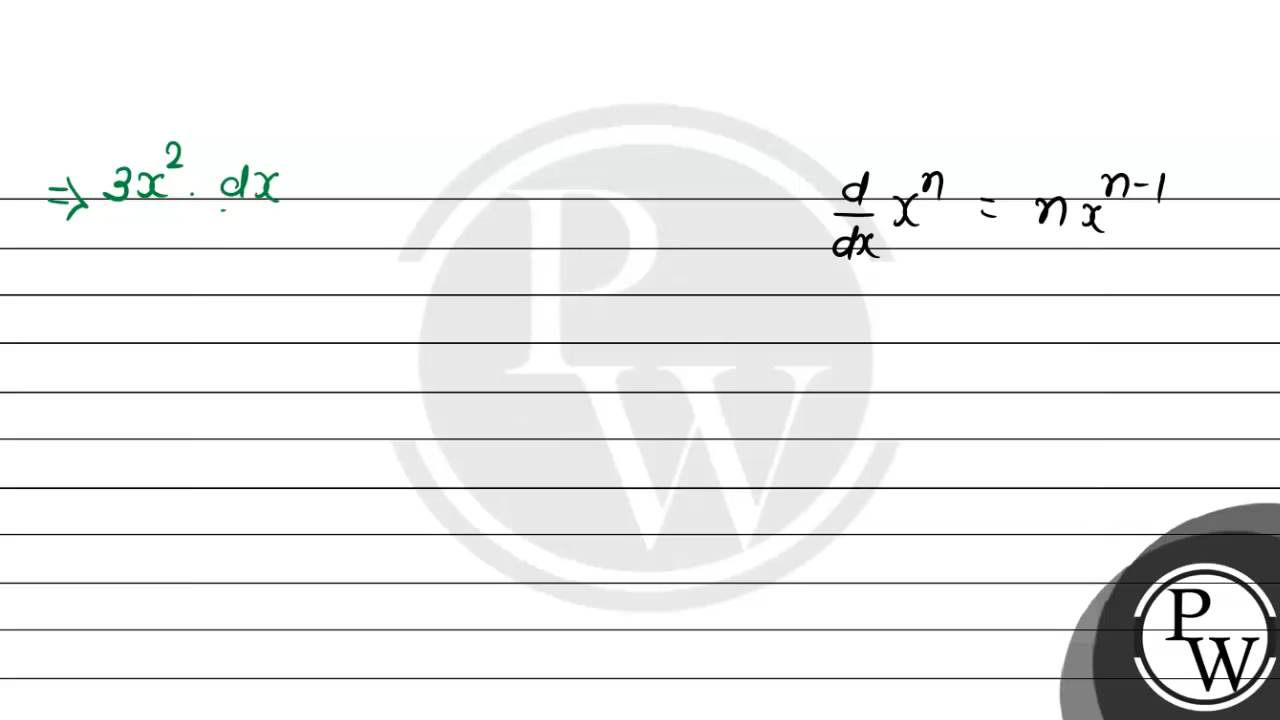 ⇒ 3x². dx
d/dx xⁿ = n xⁿ⁻¹
P
W
P
W